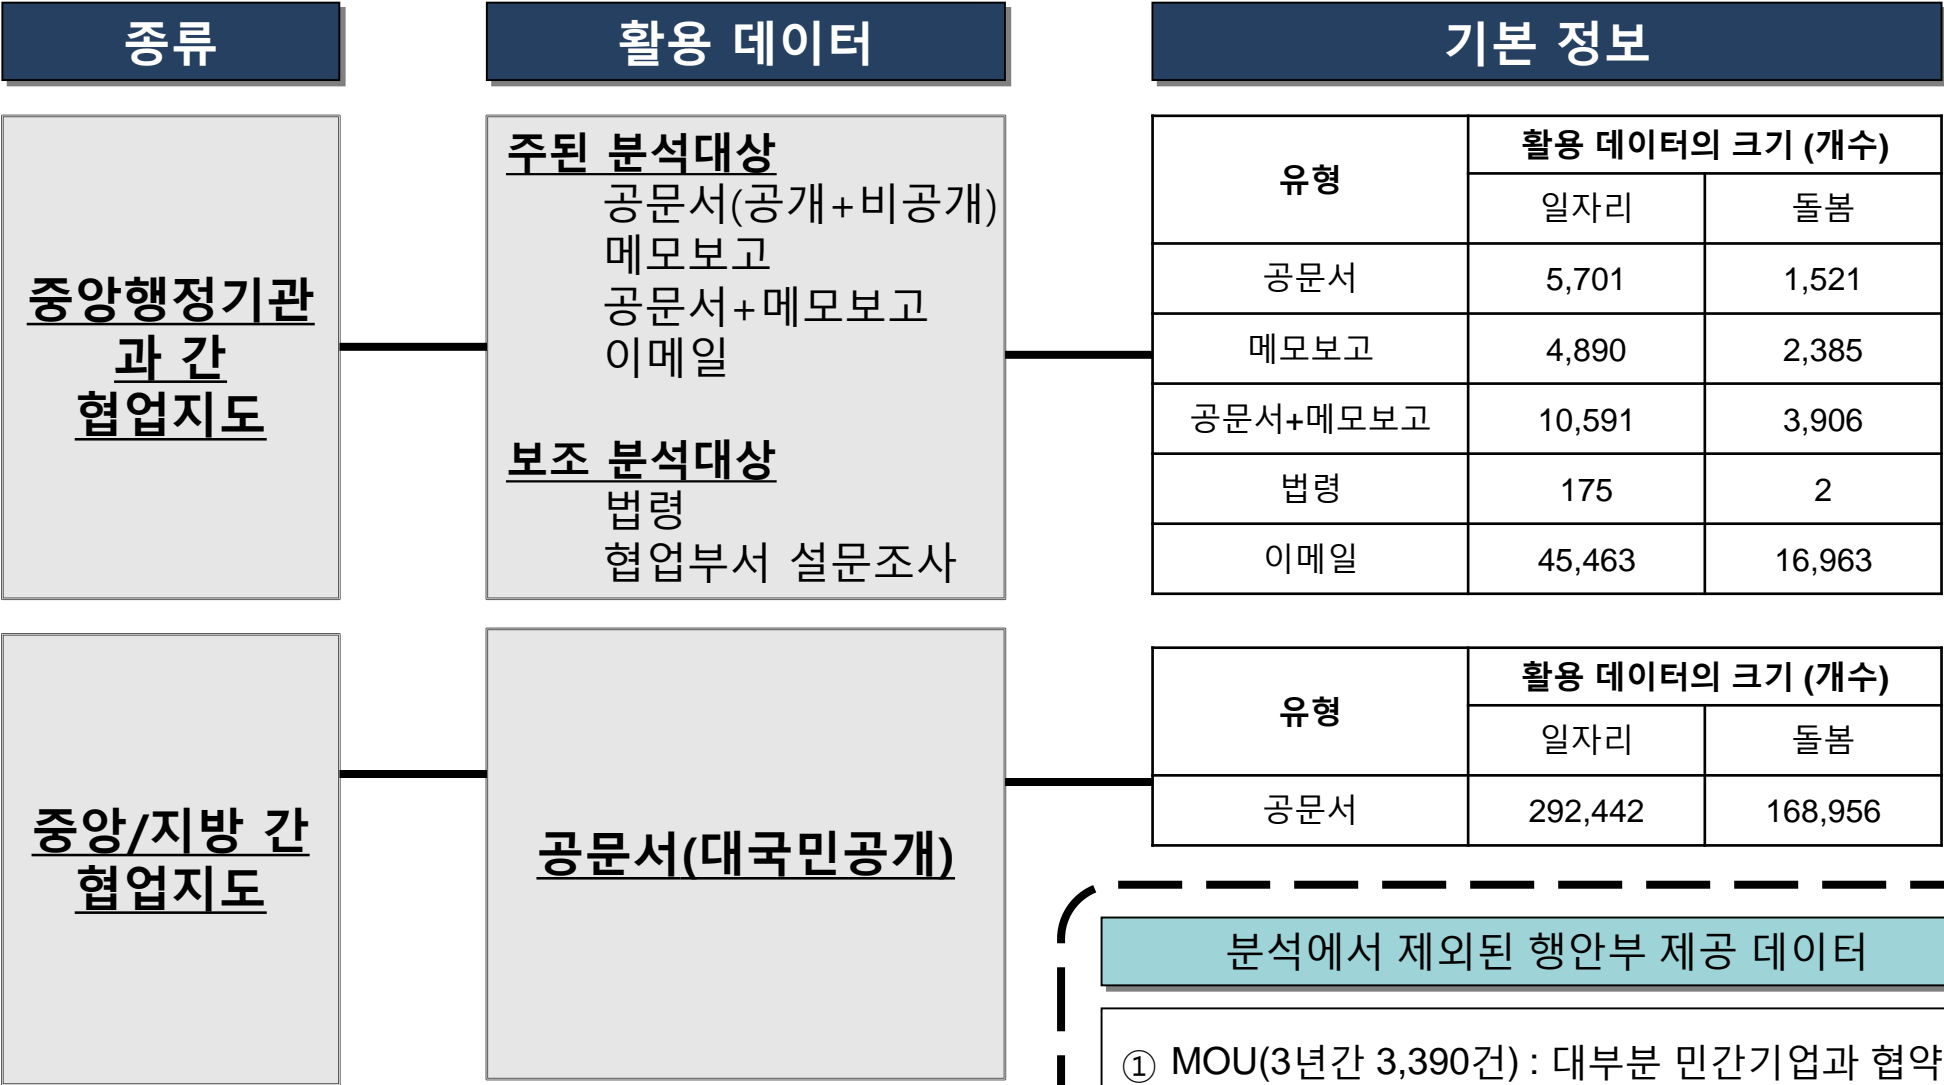 종류
활용 데이터
기본 정보
중앙행정기관
과 간
협업지도
주된 분석대상
공문서(공개+비공개)
메모보고
공문서+메모보고
이메일
보조 분석대상
법령
협업부서 설문조사
유형
활용 데이터의 크기 (개수)
일자리 돌봄
공문서 5,701 1,521
메모보고 4,890 2,385
공문서+메모보고 10,591 3,906
법령 175 2
이메일 45,463 16,963
중앙/지방 간
협업지도
공문서(대국민공개)
유형
활용 데이터의 크기 (개수)
일자리 돌봄
공문서 292,442 168,956
분석에서 제외된 행안부 제공 데이터
① MOU(3년간 3,390건) : 대부분 민간기업과 협약